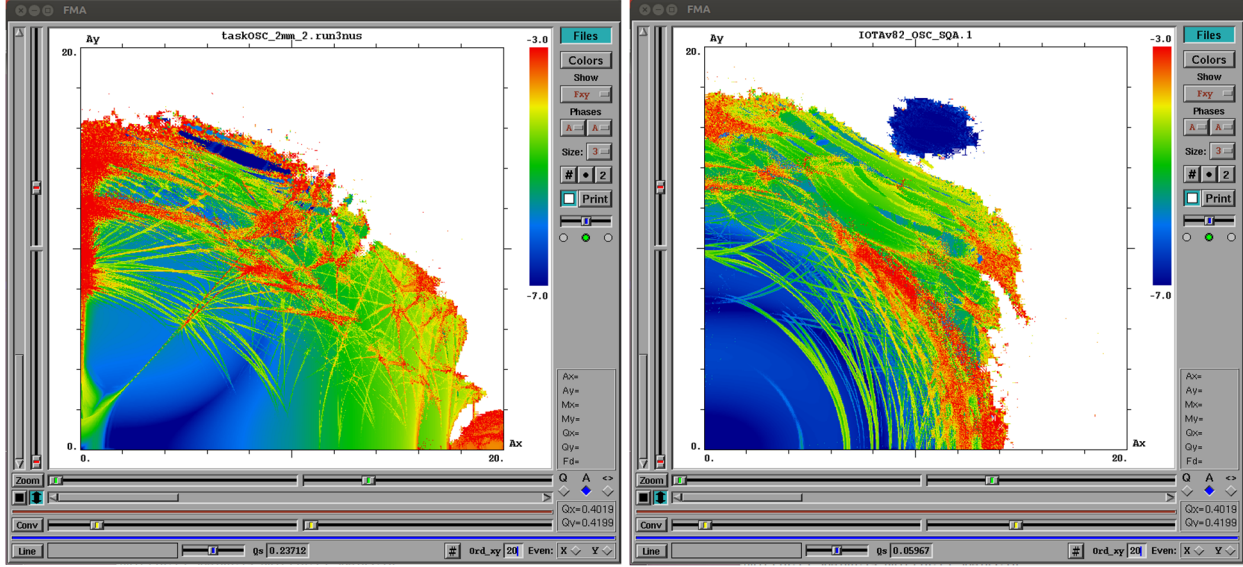 FMA
Ay
taskOSC_2mm_2.run3nus
20.
0.
0.
20.
Ax
-3.0
-7.0
Files
Colors
Show
Fxy
Phases
A A
Size: 3
# 2
Print
Ax=
Ay=
Mx=
My=
Qx=
Qy=
Fd=
Zoom
Q A <>
Qx=0.4019
Qy=0.4199
Conv
Line
Qs 0.23712
# Ord_xy 20 Even: X Y
FMA
Ay
IOTAv82_OSC_SQA.1
20.
0.
0.
20.
Ax
-3.0
-7.0
Files
Colors
Show
Fxy
Phases
A A
Size: 3
# 2
Print
Ax=
Ay=
Mx=
My=
Qx=
Qy=
Fd=
Zoom
Q A <>
Qx=0.4019
Qy=0.4199
Conv
Line
Qs 0.05967
# Ord_xy 20 Even: X Y